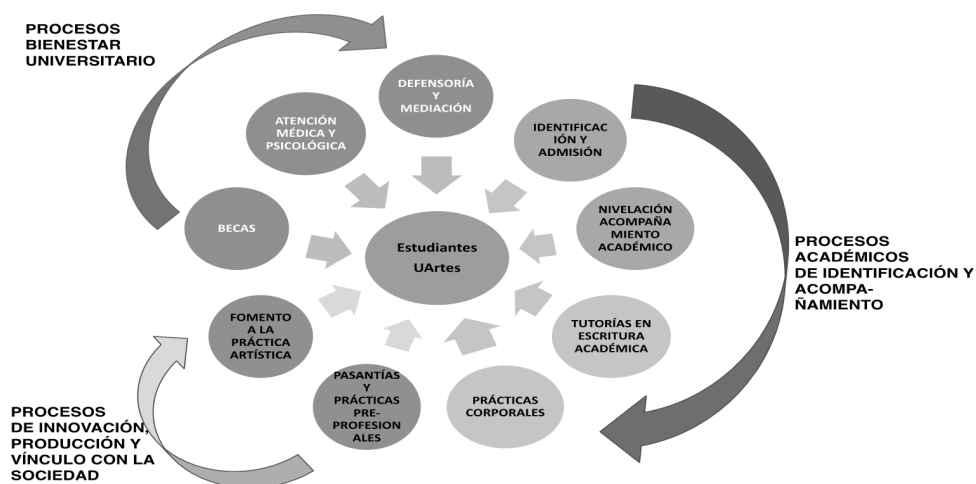 PROCESOS
BIENESTAR
UNIVERSITARIO
DEFENSORÍA
Y
MEDIACIÓN
ATENCIÓN
MÉDICA Y
PSICOLÓGICA
IDENTIFICAC
IÓN Y
ADMISIÓN
BECAS
NIVELACIÓN
ACOMPAÑA
MIENTO
ACADÉMICO
Estudiantes
UArtes
PROCESOS
ACADÉMICOS
DE IDENTIFICACIÓN Y
ACOMPA-
ÑAMIENTO
FOMENTO
A LA
PRÁCTICA
ARTÍSTICA
TUTORÍAS EN
ESCRITURA
ACADÉMICA
PASANTÍAS
Y
PRÁCTICAS
PRE-
PROFESION
ALES
PRÁCTICAS
CORPORALES
PROCESOS
DE INNOVACIÓN,
PRODUCCIÓN Y
VÍNCULO CON LA
SOCIEDAD